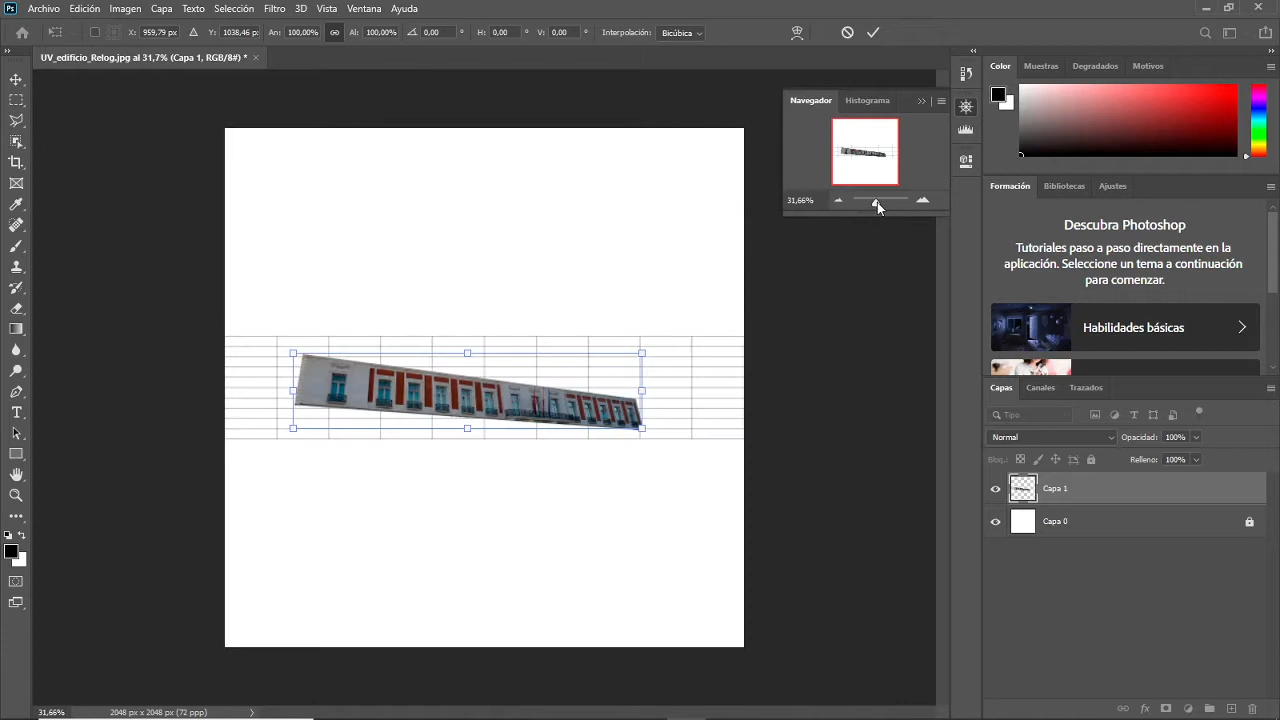 Ps Archivo Edición Imagen Capa Texto Selección Filtro 3D Vista Ventana Ayuda
X: 959,79 px Y: 1038,46 px An: 100,00% Al: 100,00% 0,00 ° H: 0,00 ° V: 0,00 ° Interpolación: Bicúbica
UV_edificio_Relog.jpg al 31,7% (Capa 1, RGB/8#) * ×
Color Muestras Degradados Motivos
Navegador Histograma
31,66%
Formación Bibliotecas Ajustes
Descubra Photoshop
Tutoriales paso a paso directamente en la
aplicación. Seleccione un tema a continuación
para comenzar.
Habilidades básicas
Capas Canales Trazados
Tipo
Normal Opacidad: 100%
Bloq.: Relleno: 100%
Capa 1
Capa 0
31,66% 2048 px x 2048 px (72 ppp)